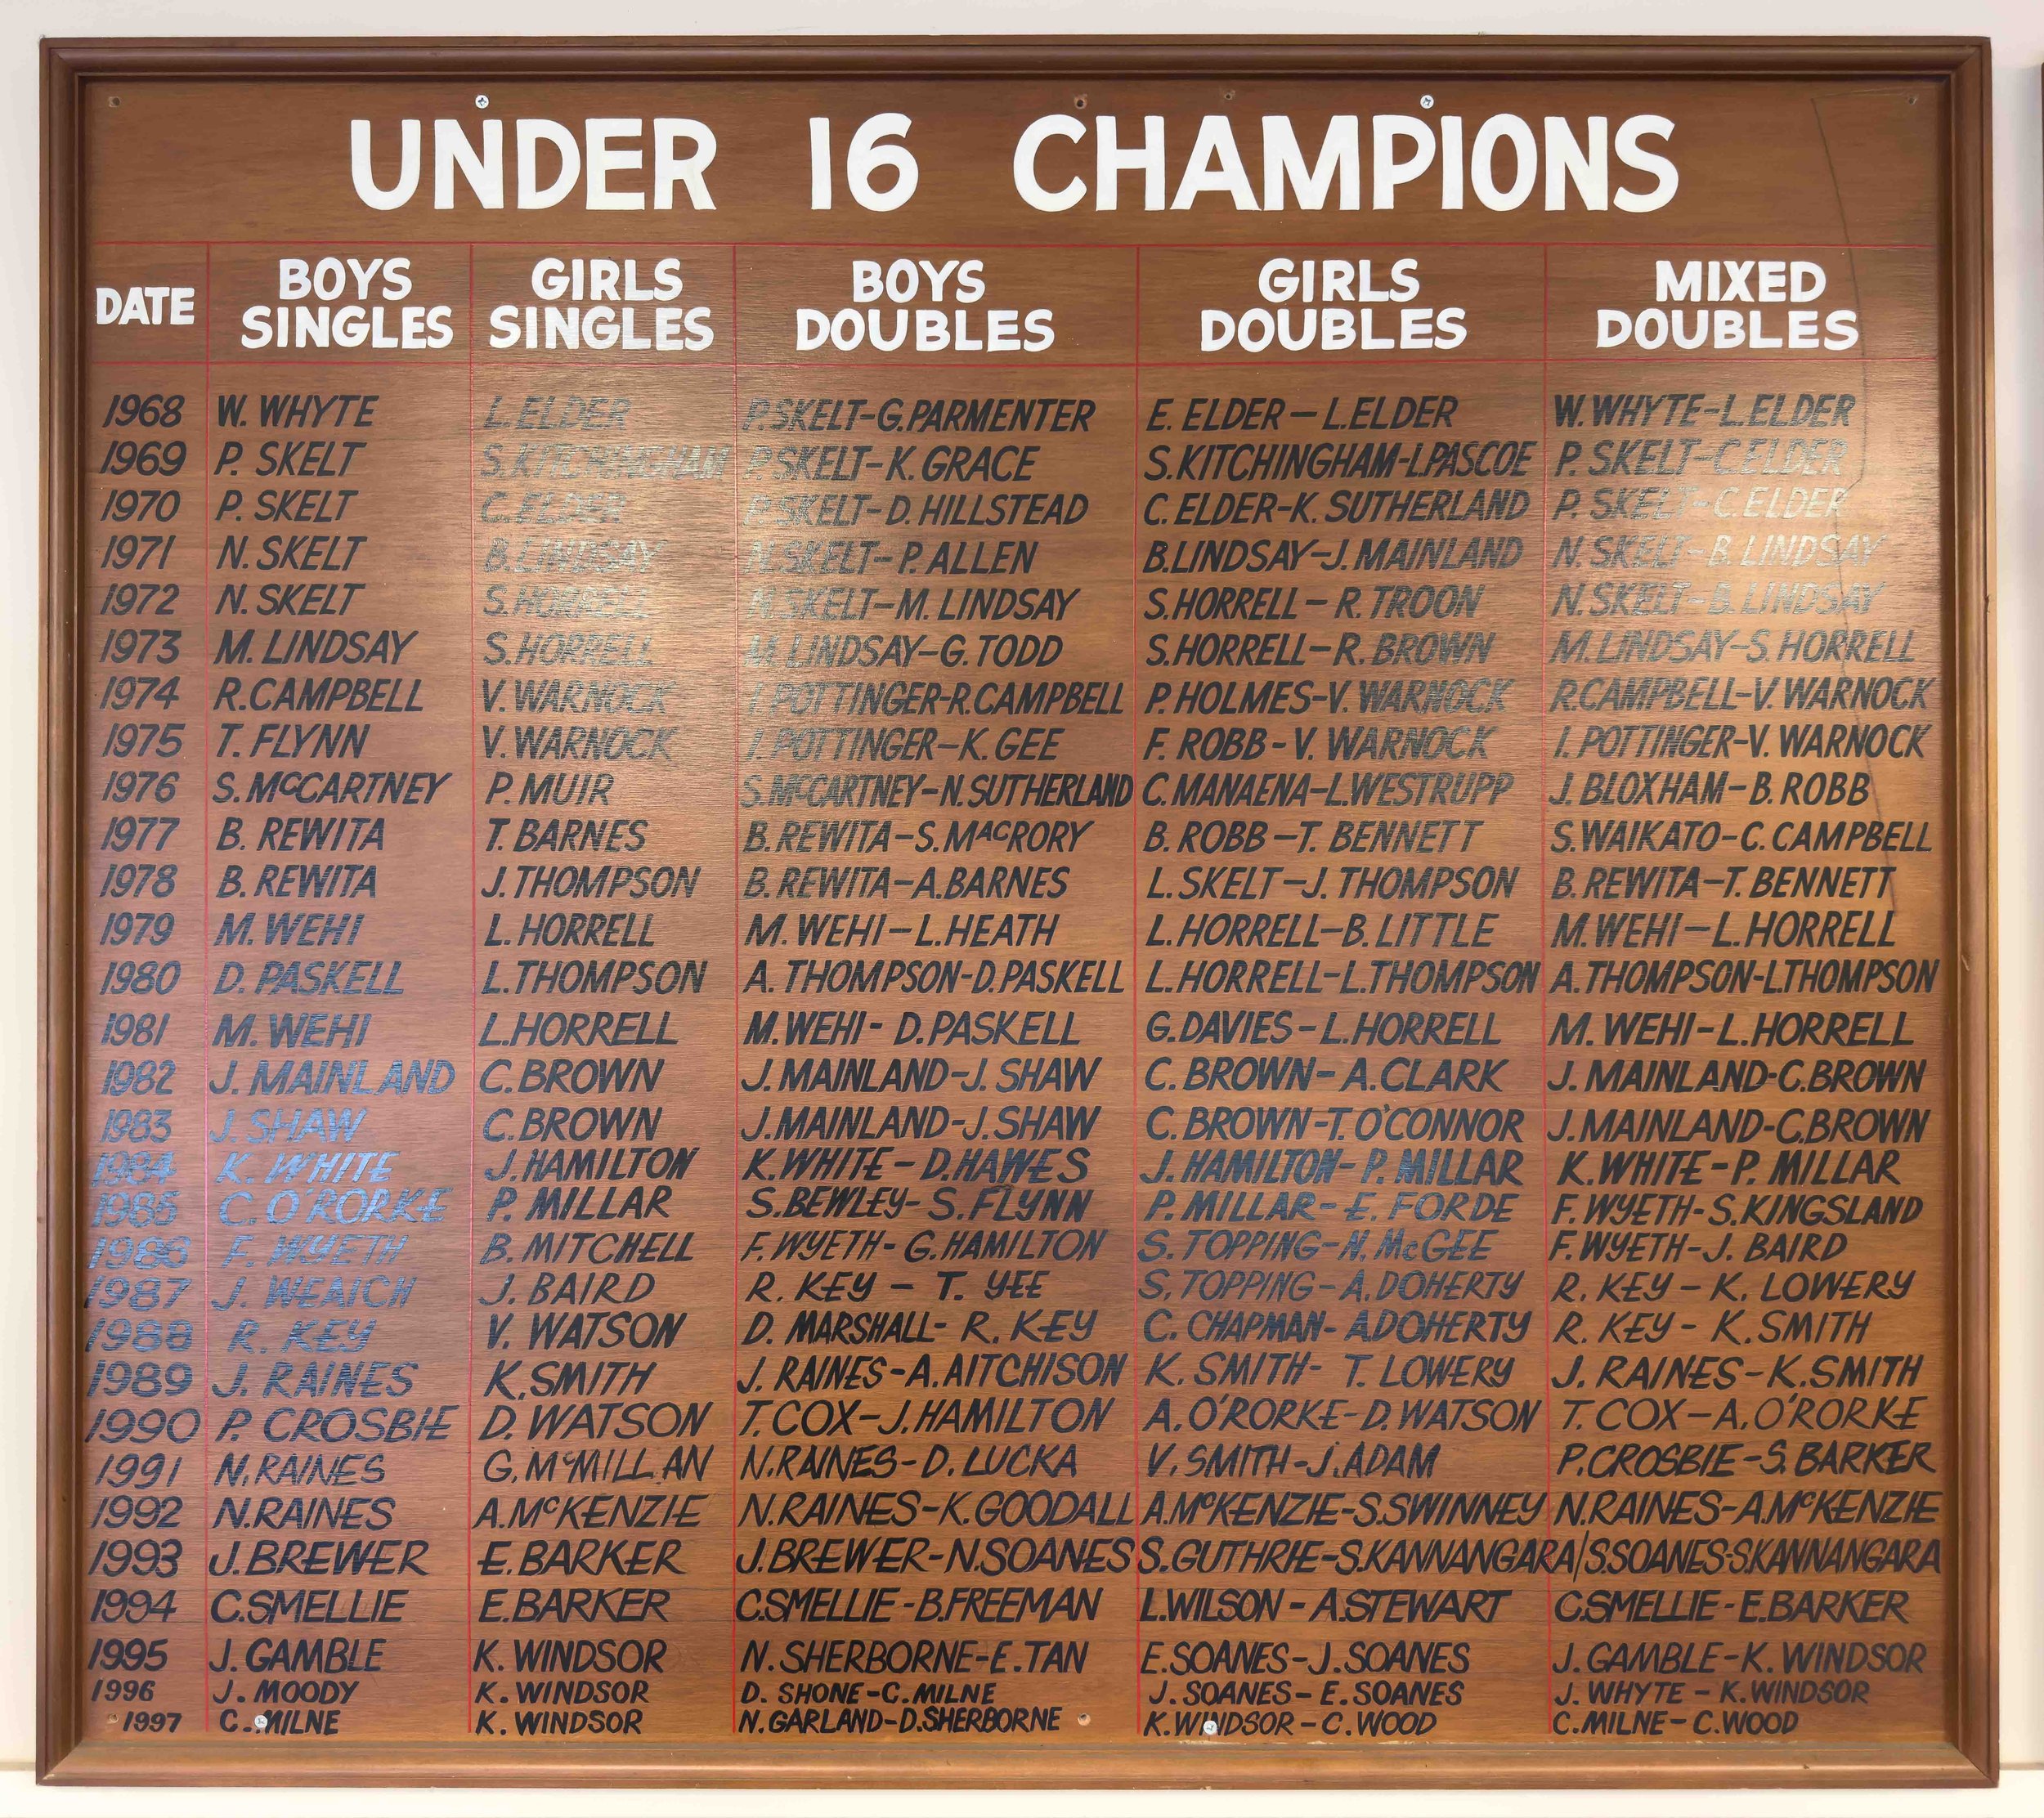 UNDER 16 CHAMPIONS
DATE BOYS SINGLES GIRLS SINGLES BOYS DOUBLES GIRLS DOUBLES MIXED DOUBLES
1968 W. WHYTE L. ELDER P. SKELT-G. PARMENTER E. ELDER-L. ELDER W. WHYTE-L. ELDER
1969 P. SKELT S. KITCHINGHAM P. SKELT-K. GRACE S. KITCHINGHAM-I. PASCOE P. SKELT-C. ELDER
1970 P. SKELT C. ELDER P. SKELT-D. HILLSTEAD C. ELDER-K. SUTHERLAND P. SKELT-C. ELDER
1971 N. SKELT B. LINDSAY N. SKELT-P. ALLEN B. LINDSAY-J. MAINLAND N. SKELT-B. LINDSAY
1972 N. SKELT S. HORRELL N. SKELT-M. LINDSAY S. HORRELL-R. TROON N. SKELT-B. LINDSAY
1973 M. LINDSAY S. HORRELL M. LINDSAY-G. TODD S. HORRELL-R. BROWN M. LINDSAY-S. HORRELL
1974 R. CAMPBELL V. WARNOCK I. POTTINGER-R. CAMPBELL P. HOLMES-V. WARNOCK R. CAMPBELL-V. WARNOCK
1975 T. FLYNN V. WARNOCK I. POTTINGER-K. GEE F. ROBB-V. WARNOCK I. POTTINGER-V. WARNOCK
1976 S. McCARTNEY P. MUIR S. McCARTNEY-N. SUTHERLAND C. MANAENA-L. WESTRUPP J. BLOXHAM-B. ROBB
1977 B. REWITA T. BARNES B. REWITA-S. MacRORY B. ROBB-T. BENNETT S. WAIKATO-C. CAMPBELL
1978 B. REWITA J. THOMPSON B. REWITA-A. BARNES L. SKELT-J. THOMPSON B. REWITA-T. BENNETT
1979 M. WEHI L. HORRELL M. WEHI-L. HEATH L. HORRELL-B. LITTLE M. WEHI-L. HORRELL
1980 D. PASKELL L. THOMPSON A. THOMPSON-D. PASKELL L. HORRELL-L. THOMPSON A. THOMPSON-L. THOMPSON
1981 M. WEHI L. HORRELL M. WEHI-D. PASKELL G. DAVIES-L. HORRELL M. WEHI-L. HORRELL
1982 J. MAINLAND C. BROWN J. MAINLAND-J. SHAW C. BROWN-A. CLARK J. MAINLAND-C. BROWN
1983 J. SHAW C. BROWN J. MAINLAND-J. SHAW C. BROWN-T. O'CONNOR J. MAINLAND-C. BROWN
1984 K. WHITE J. HAMILTON K. WHITE-D. HAWES J. HAMILTON-P. MILLAR K. WHITE-P. MILLAR
1985 C. O'RORKE P. MILLAR S. BEWLEY-S. FLYNN P. MILLAR-E. FORDE F. WYETH-S. KINGSLAND
1986 F. WYETH B. MITCHELL F. WYETH-G. HAMILTON S. TOPPING-N. McGEE F. WYETH-J. BAIRD
1987 J. WEAICH J. BAIRD R. KEY-T. YEE S. TOPPING-A. DOHERTY R. KEY-K. LOWERY
1988 R. KEY V. WATSON D. MARSHALL-R. KEY C. CHAPMAN-A. DOHERTY R. KEY-K. SMITH
1989 J. RAINES K. SMITH J. RAINES-A. AITCHISON K. SMITH-T. LOWERY J. RAINES-K. SMITH
1990 P. CROSBIE D. WATSON T. COX-J. HAMILTON A. O'RORKE-D. WATSON T. COX-A. O'RORKE
1991 N. RAINES G. McMILLAN N. RAINES-D. LUCKA V. SMITH-J. ADAM P. CROSBIE-S. BARKER
1992 N. RAINES A. McKENZIE N. RAINES-K. GOODALL A. McKENZIE-S. SWINNEY N. RAINES-A. McKENZIE
1993 J. BREWER E. BARKER J. BREWER-N. SOANES S. GUTHRIE-S. KANNANGARA/S. SOANES-S. KANNANGARA
1994 C. SMELLIE E. BARKER C. SMELLIE-B. FREEMAN L. WILSON-A. STEWART C. SMELLIE-E. BARKER
1995 J. GAMBLE K. WINDSOR N. SHERBORNE-E. TAN E. SOANES-J. SOANES J. GAMBLE-K. WINDSOR
1996 J. MOODY K. WINDSOR D. SHONE-C. MILNE J. SOANES-E. SOANES J. WHYTE-K. WINDSOR
1997 C. MILNE K. WINDSOR N. GARLAND-D. SHERBORNE K. WINDSOR-C. WOOD C. MILNE-C. WOOD